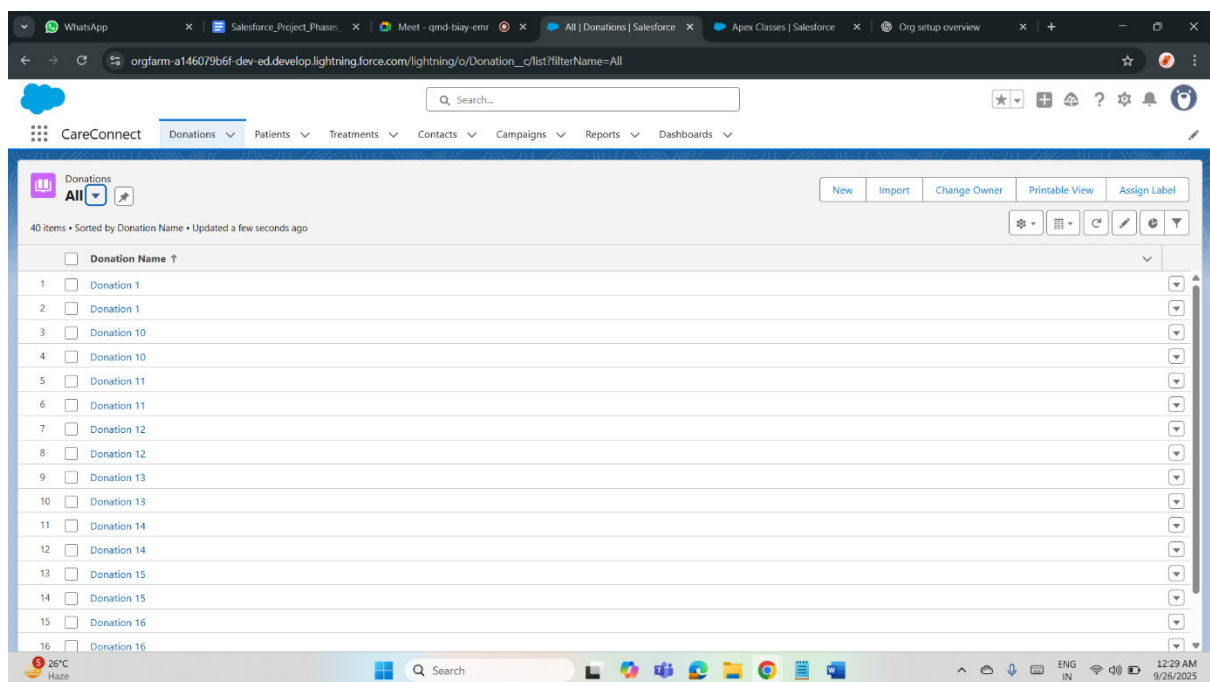 WhatsApp
Salesforce_Project_Phases_
Meet - qmd-biay-emr
All | Donations | Salesforce
Apex Classes | Salesforce
Org setup overview
orgfarm-a146079b6f-dev-ed.develop.lightning.force.com/lightning/o/Donation__c/list?filterName=All
Search...
CareConnect Donations Patients Treatments Contacts Campaigns Reports Dashboards
Donations
All
New Import Change Owner Printable View Assign Label
40 items • Sorted by Donation Name • Updated a few seconds ago
Donation Name ↑
1 Donation 1
2 Donation 1
3 Donation 10
4 Donation 10
5 Donation 11
6 Donation 11
7 Donation 12
8 Donation 12
9 Donation 13
10 Donation 13
11 Donation 14
12 Donation 14
13 Donation 15
14 Donation 15
15 Donation 16
16 Donation 16
5 26°C
Haze
Search
ENG
IN
12:29 AM
9/26/2025